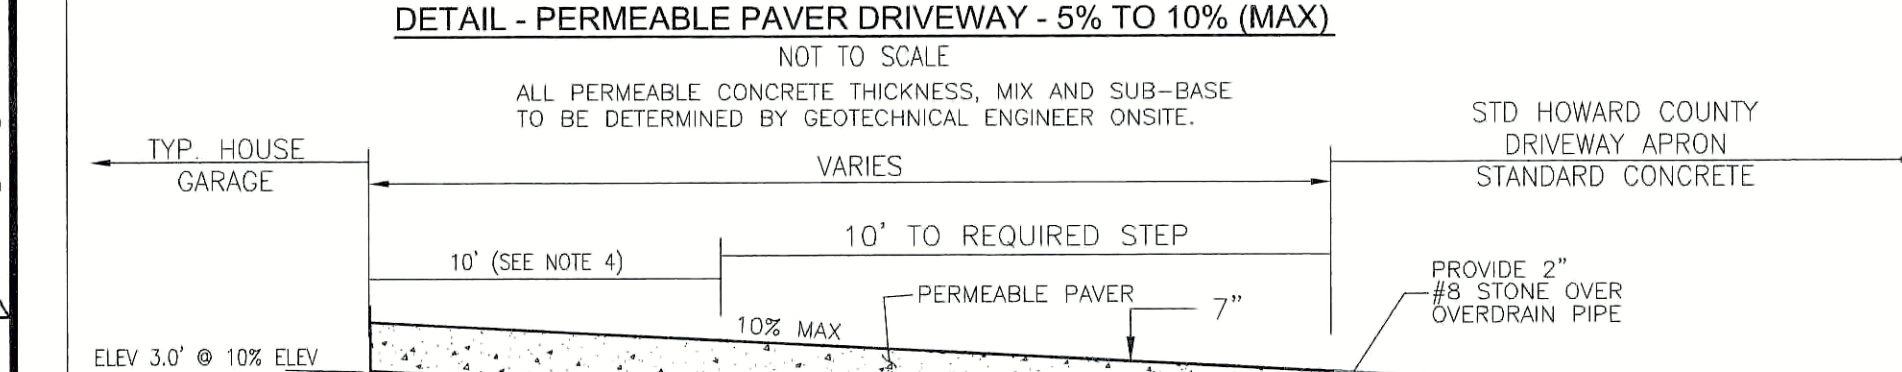 DETAIL - PERMEABLE PAVER DRIVEWAY - 5% TO 10% (MAX)
NOT TO SCALE
ALL PERMEABLE CONCRETE THICKNESS, MIX AND SUB-BASE
TO BE DETERMINED BY GEOTECHNICAL ENGINEER ONSITE.
TYP. HOUSE
GARAGE
VARIES
STD HOWARD COUNTY
DRIVEWAY APRON
STANDARD CONCRETE
10' TO REQUIRED STEP
10' (SEE NOTE 4)
PERMEABLE PAVER
7"
PROVIDE 2"
#8 STONE OVER
OVERDRAIN PIPE
10% MAX
ELEV 3.0' @ 10% ELEV